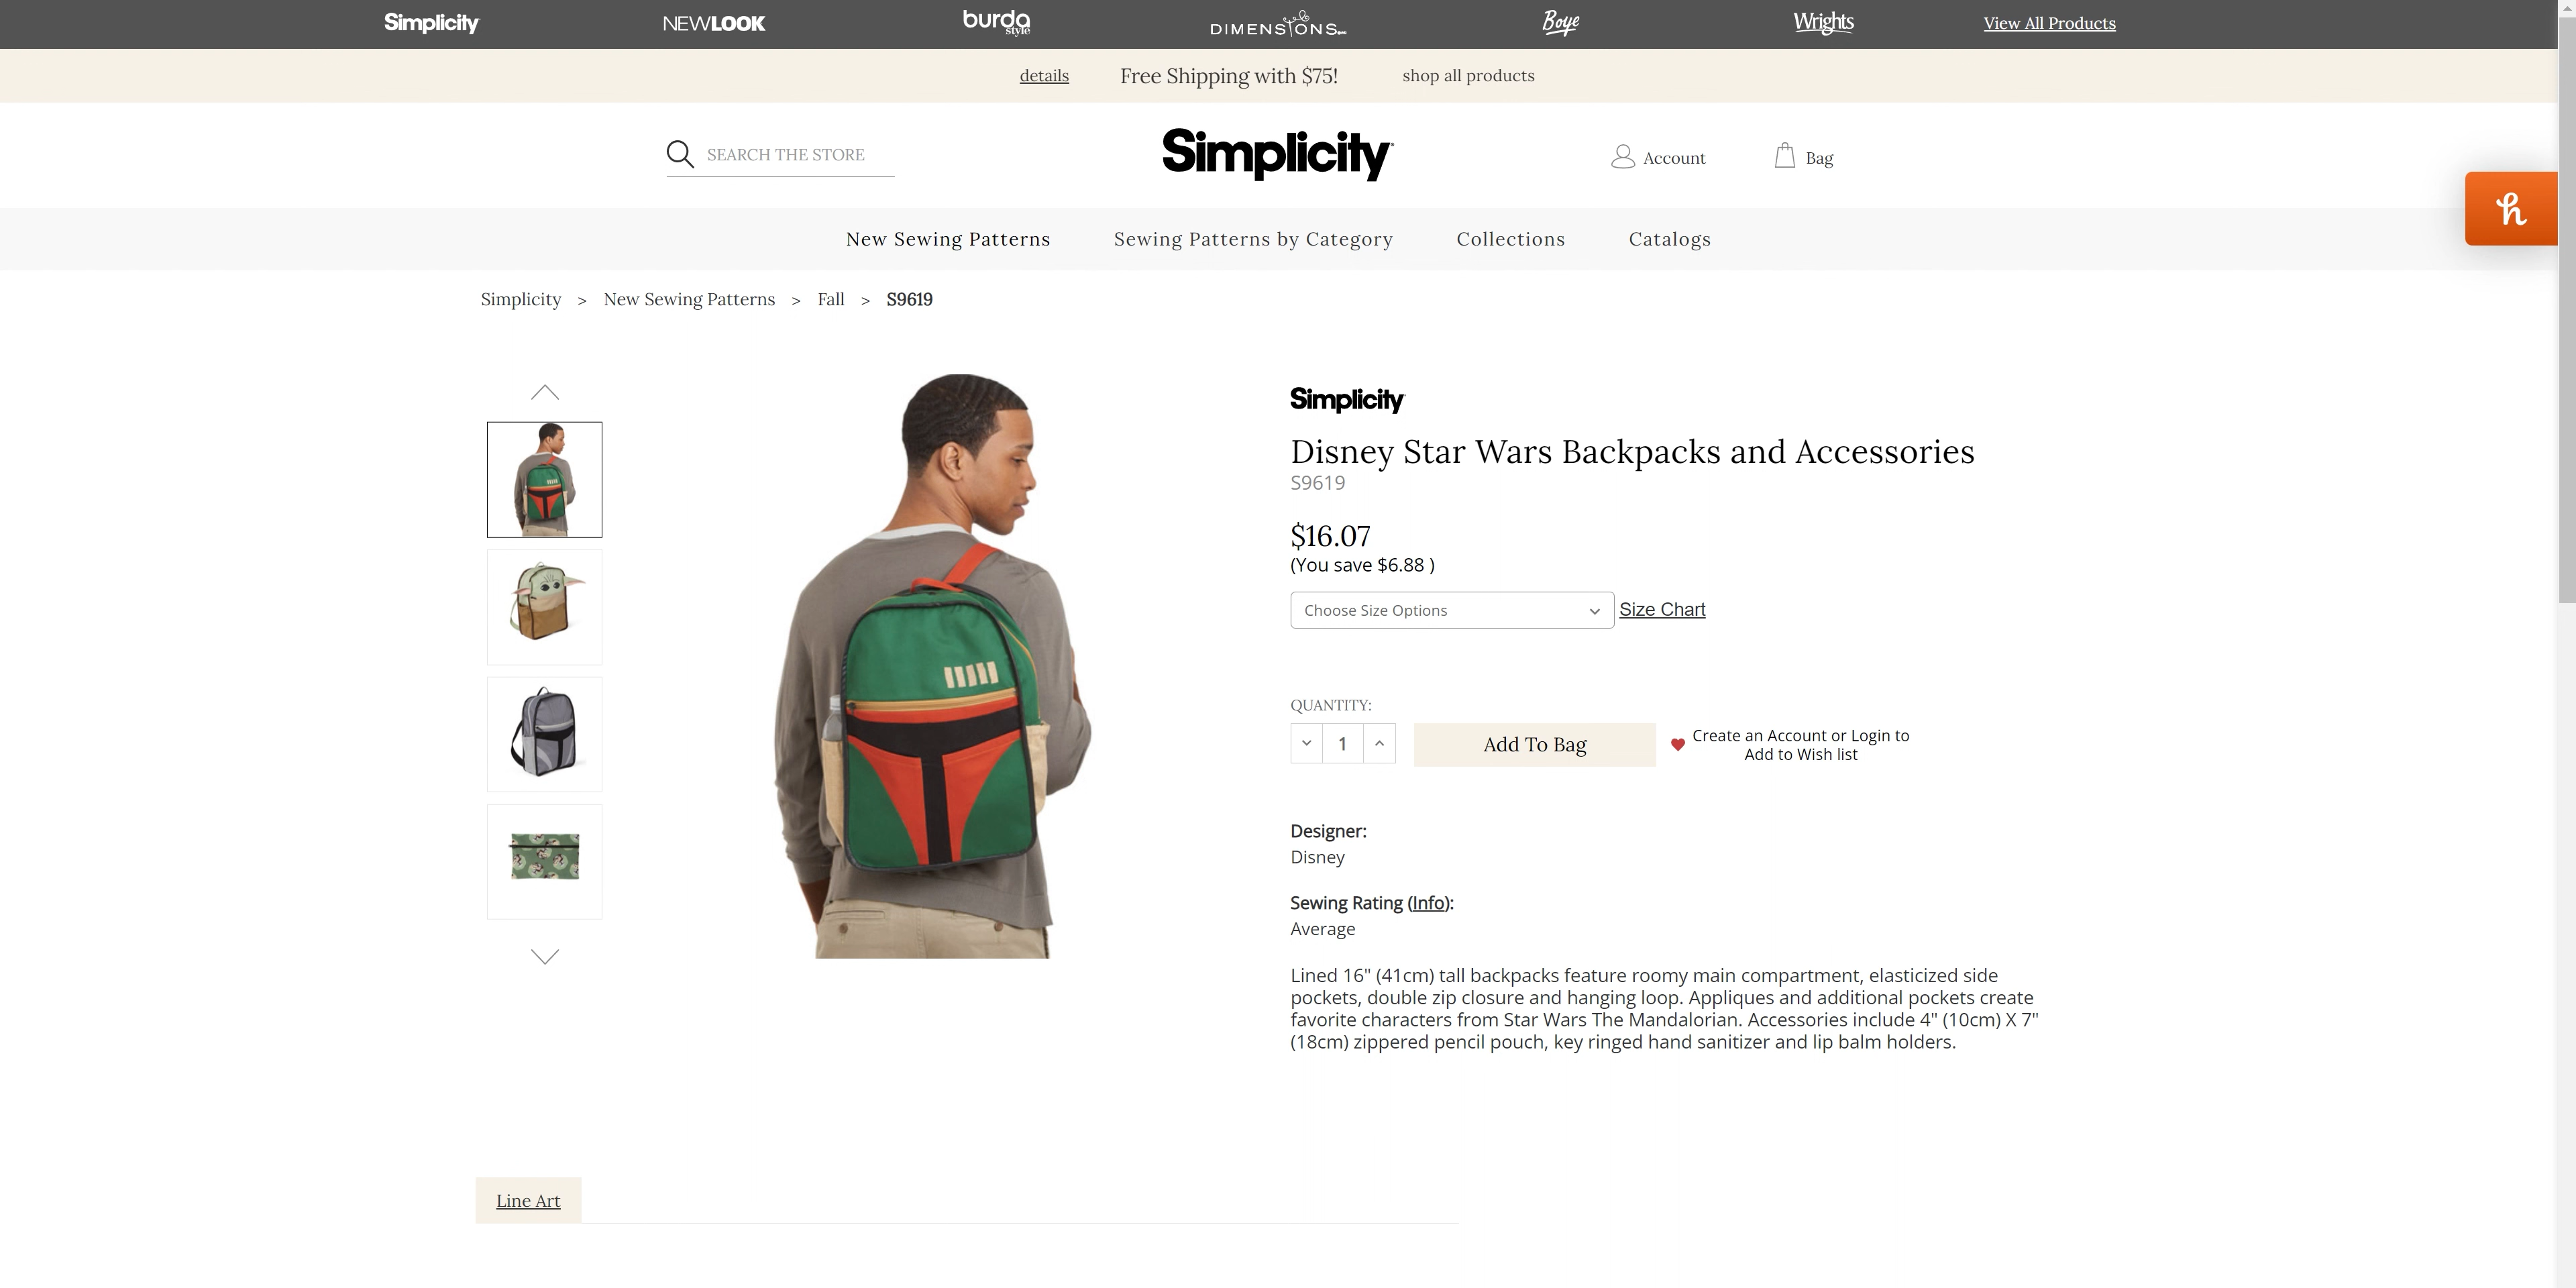 Simplicity
NEWLOOK
burda
style
DIMENSIONS
Boye
Wrights
View All Products
details
Free Shipping with $75!
shop all products
SEARCH THE STORE
Simplicity
Account
Bag
New Sewing Patterns
Sewing Patterns by Category
Collections
Catalogs
Simplicity > New Sewing Patterns > Fall > S9619
Simplicity
Disney Star Wars Backpacks and Accessories
S9619
$16.07
(You save $6.88 )
Choose Size Options
Size Chart
QUANTITY:
1
Add To Bag
Create an Account or Login to
Add to Wish list
Designer:
Disney
Sewing Rating (Info):
Average
Lined 16" (41cm) tall backpacks feature roomy main compartment, elasticized side
pockets, double zip closure and hanging loop. Appliques and additional pockets create
favorite characters from Star Wars The Mandalorian. Accessories include 4" (10cm) X 7"
(18cm) zippered pencil pouch, key ringed hand sanitizer and lip balm holders.
Line Art